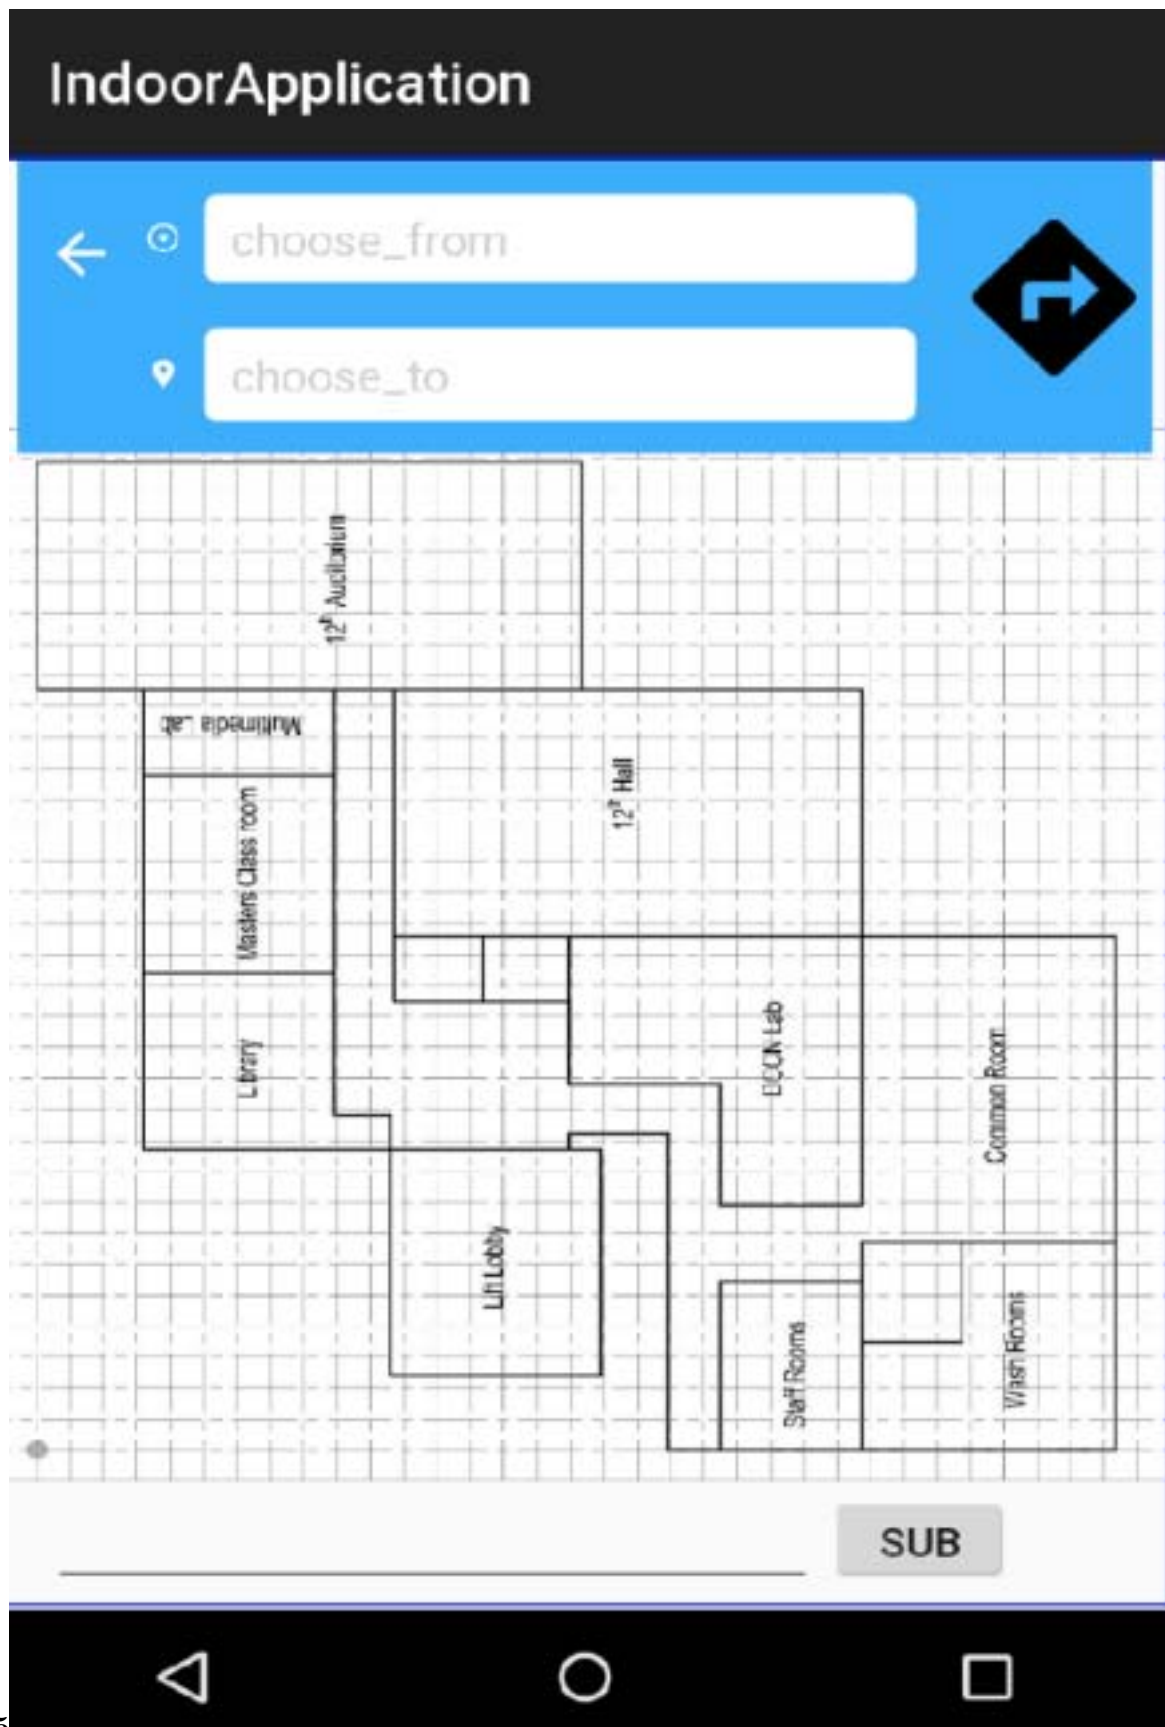 IndoorApplication
choose_from
choose_to
12th Auditorium
Multimedia Lab
12th Hall
Masters Class room
Library
Common Room
Lift Lobby
Staff Rooms
Wash Rooms
SUB